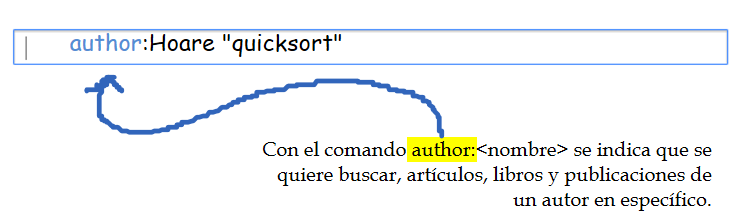 author:Hoare "quicksort"
Con el comando author:<nombre> se indica que se
quiere buscar, artículos, libros y publicaciones de
un autor en específico.